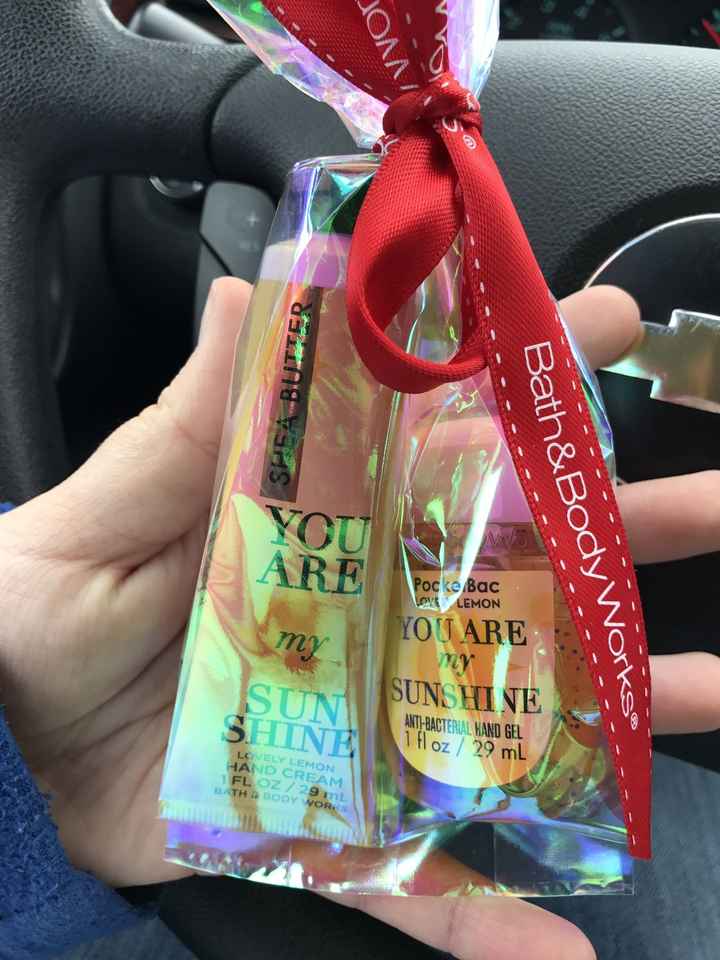 Bath&BodyWorks®
SHEA BUTTER
YOU
ARE
my
SUN
SHINE
LOVELY LEMON
HAND CREAM
1 FL OZ / 29 mL
BATH & BODY WORKS
PocketBac
LOVELY LEMON
YOU ARE
my
SUNSHINE
ANTI-BACTERIAL HAND GEL
1 fl oz / 29 mL